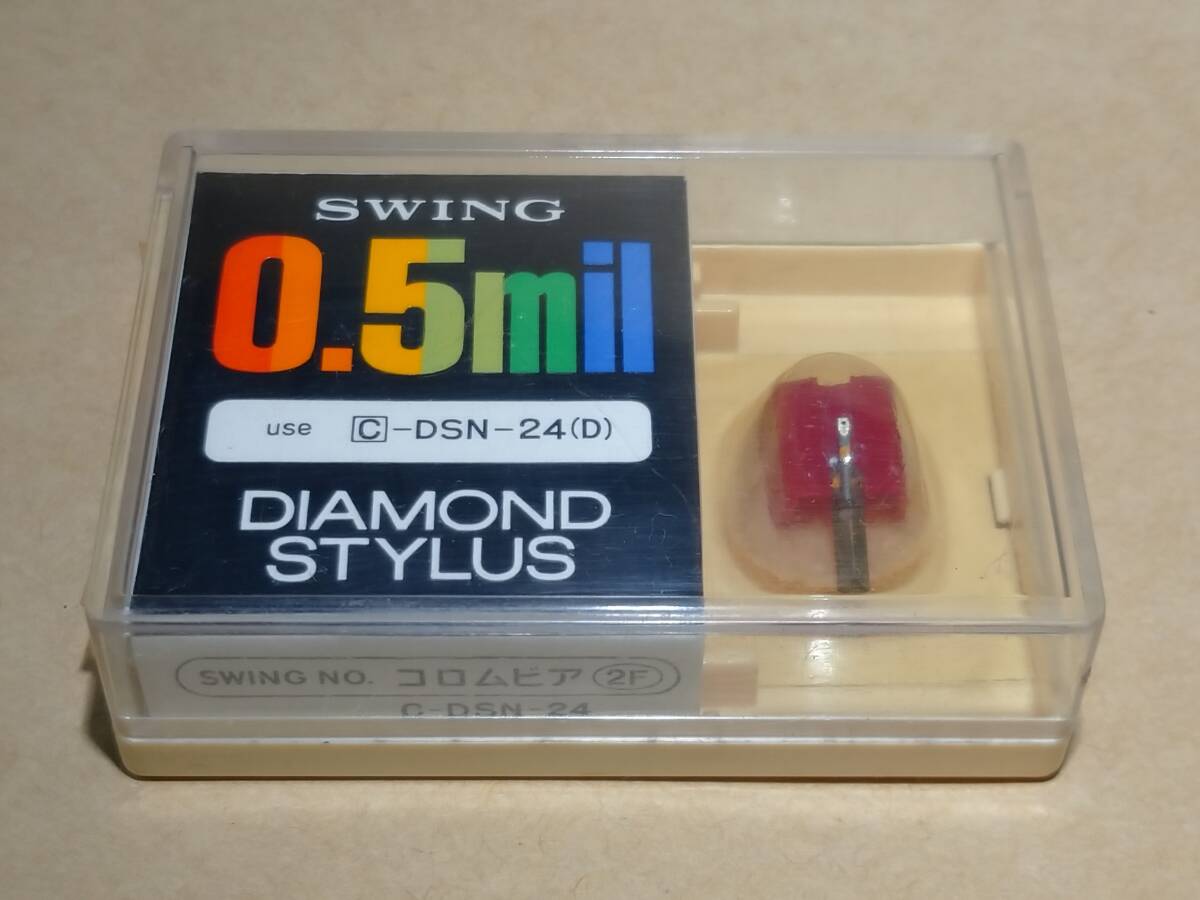 SWING
0.5mil
use C-DSN-24(D)
DIAMOND
STYLUS
SWING NO. コロムビア 2F
C-DSN-24